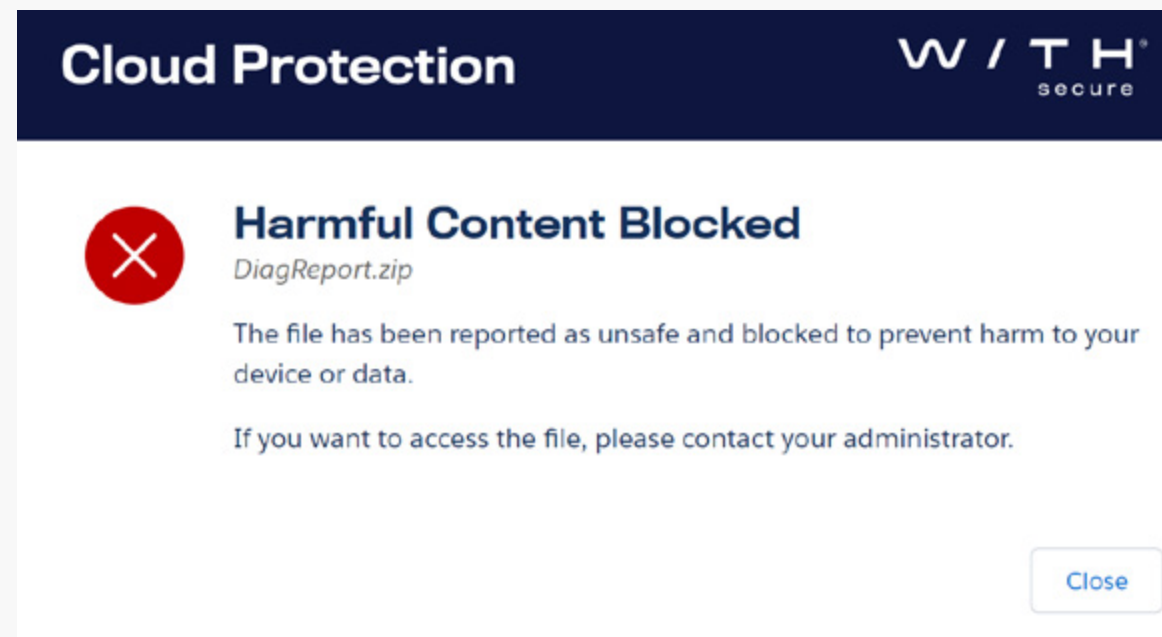 Cloud Protection
W / T H®
secure
Harmful Content Blocked
DiagReport.zip
The file has been reported as unsafe and blocked to prevent harm to your
device or data.
If you want to access the file, please contact your administrator.
Close